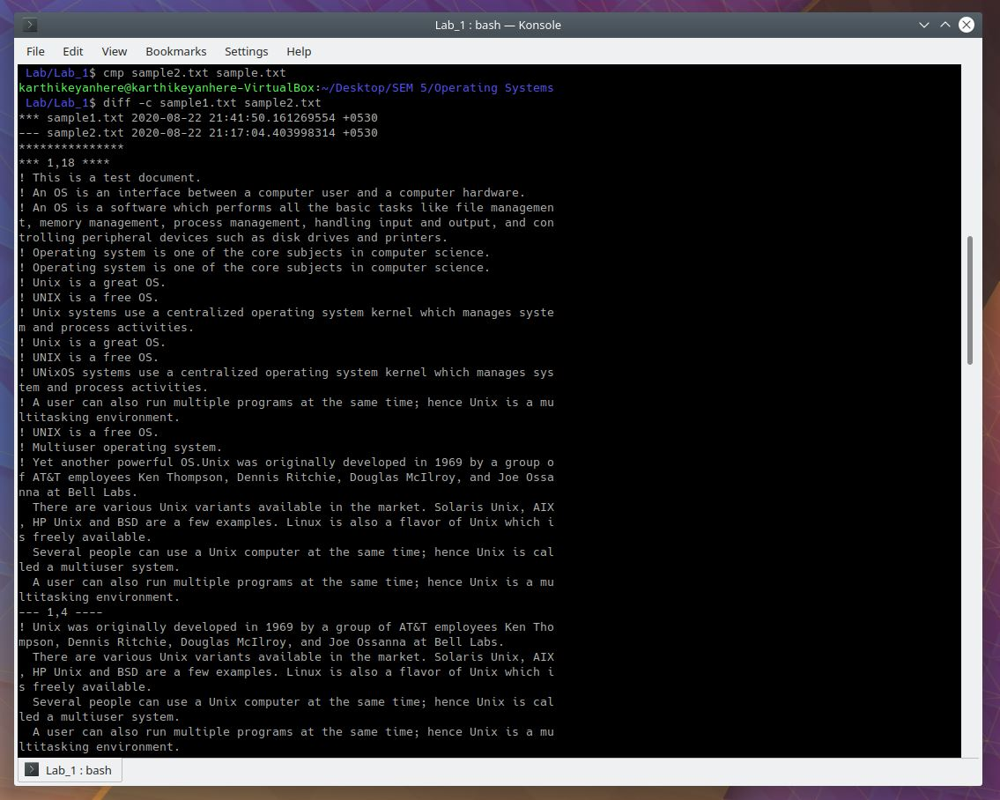 Lab_1 : bash — Konsole
File Edit View Bookmarks Settings Help
Lab/Lab_1$ cmp sample2.txt sample.txt
karthikeyanhere@karthikeyanhere-VirtualBox:~/Desktop/SEM 5/Operating Systems
Lab/Lab_1$ diff -c sample1.txt sample2.txt
*** sample1.txt 2020-08-22 21:41:50.161269554 +0530
--- sample2.txt 2020-08-22 21:17:04.403998314 +0530
***************
*** 1,18 ****
! This is a test document.
! An OS is an interface between a computer user and a computer hardware.
! An OS is a software which performs all the basic tasks like file managemen
t, memory management, process management, handling input and output, and con
trolling peripheral devices such as disk drives and printers.
! Operating system is one of the core subjects in computer science.
! Operating system is one of the core subjects in computer science.
! Unix is a great OS.
! UNIX is a free OS.
! Unix systems use a centralized operating system kernel which manages syste
m and process activities.
! Unix is a great OS.
! UNIX is a free OS.
! UNixOS systems use a centralized operating system kernel which manages sys
tem and process activities.
! A user can also run multiple programs at the same time; hence Unix is a mu
ltitasking environment.
! UNIX is a free OS.
! Multiuser operating system.
! Yet another powerful OS.Unix was originally developed in 1969 by a group o
f AT&T employees Ken Thompson, Dennis Ritchie, Douglas McIlroy, and Joe Ossa
nna at Bell Labs.
There are various Unix variants available in the market. Solaris Unix, AIX
, HP Unix and BSD are a few examples. Linux is also a flavor of Unix which i
s freely available.
Several people can use a Unix computer at the same time; hence Unix is cal
led a multiuser system.
A user can also run multiple programs at the same time; hence Unix is a mu
ltitasking environment.
--- 1,4 ----
! Unix was originally developed in 1969 by a group of AT&T employees Ken Tho
mpson, Dennis Ritchie, Douglas McIlroy, and Joe Ossanna at Bell Labs.
There are various Unix variants available in the market. Solaris Unix, AIX
, HP Unix and BSD are a few examples. Linux is also a flavor of Unix which i
s freely available.
Several people can use a Unix computer at the same time; hence Unix is cal
led a multiuser system.
A user can also run multiple programs at the same time; hence Unix is a mu
ltitasking environment.
Lab_1 : bash